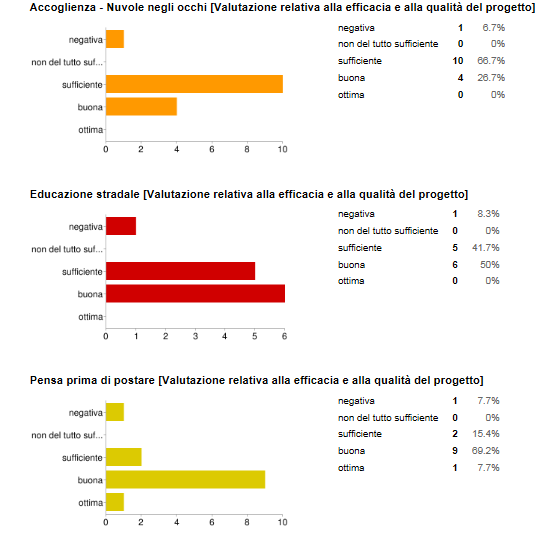 Accoglienza - Nuvole negli occhi [Valutazione relativa alla efficacia e alla qualità del progetto]
negativa
non del tutto suf...
sufficiente
buona
ottima
0 2 4 6 8 10
negativa 1 6.7%
non del tutto sufficiente 0 0%
sufficiente 10 66.7%
buona 4 26.7%
ottima 0 0%
Educazione stradale [Valutazione relativa alla efficacia e alla qualità del progetto]
negativa
non del tutto suf...
sufficiente
buona
ottima
0 1 2 3 4 5 6
negativa 1 8.3%
non del tutto sufficiente 0 0%
sufficiente 5 41.7%
buona 6 50%
ottima 0 0%
Pensa prima di postare [Valutazione relativa alla efficacia e alla qualità del progetto]
negativa
non del tutto suf...
sufficiente
buona
ottima
0 2 4 6 8 10
negativa 1 7.7%
non del tutto sufficiente 0 0%
sufficiente 2 15.4%
buona 9 69.2%
ottima 1 7.7%